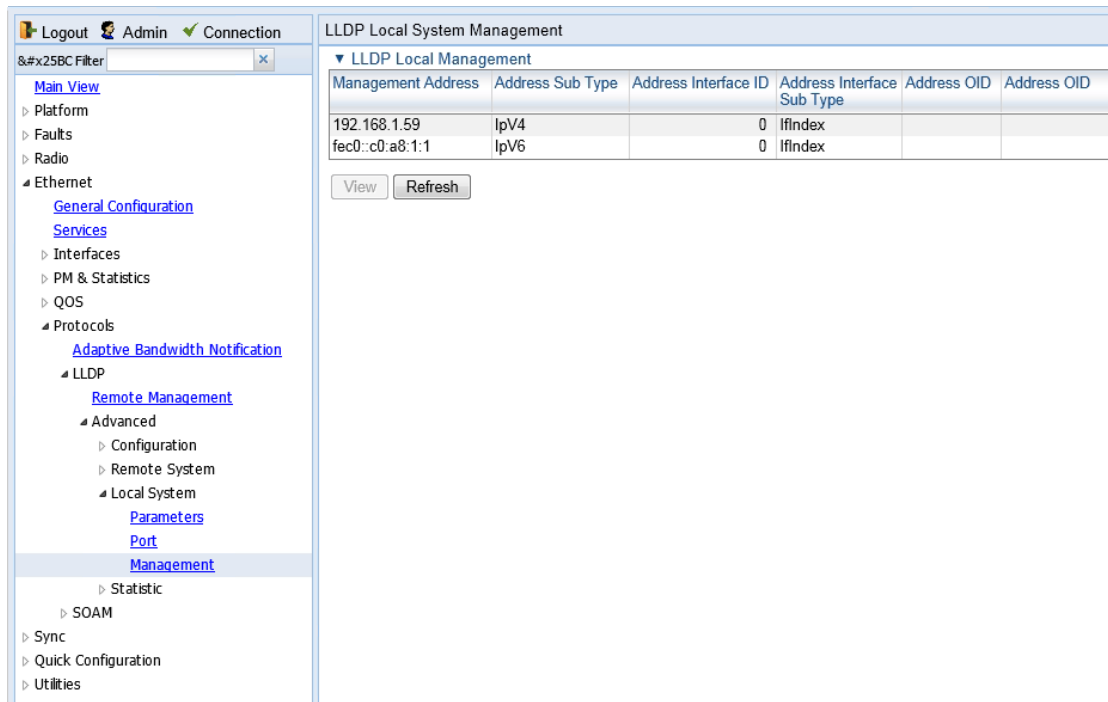 Logout Admin Connection
&#x25BC Filter
Main View
Platform
Faults
Radio
Ethernet
General Configuration
Services
Interfaces
PM & Statistics
QOS
Protocols
Adaptive Bandwidth Notification
LLDP
Remote Management
Advanced
Configuration
Remote System
Local System
Parameters
Port
Management
Statistic
SOAM
Sync
Quick Configuration
Utilities
LLDP Local System Management
▼ LLDP Local Management
Management Address Address Sub Type Address Interface ID Address Interface Address OID Address OID
Sub Type
192.168.1.59 IpV4 0 IfIndex
fec0::c0:a8:1:1 IpV6 0 IfIndex
View Refresh